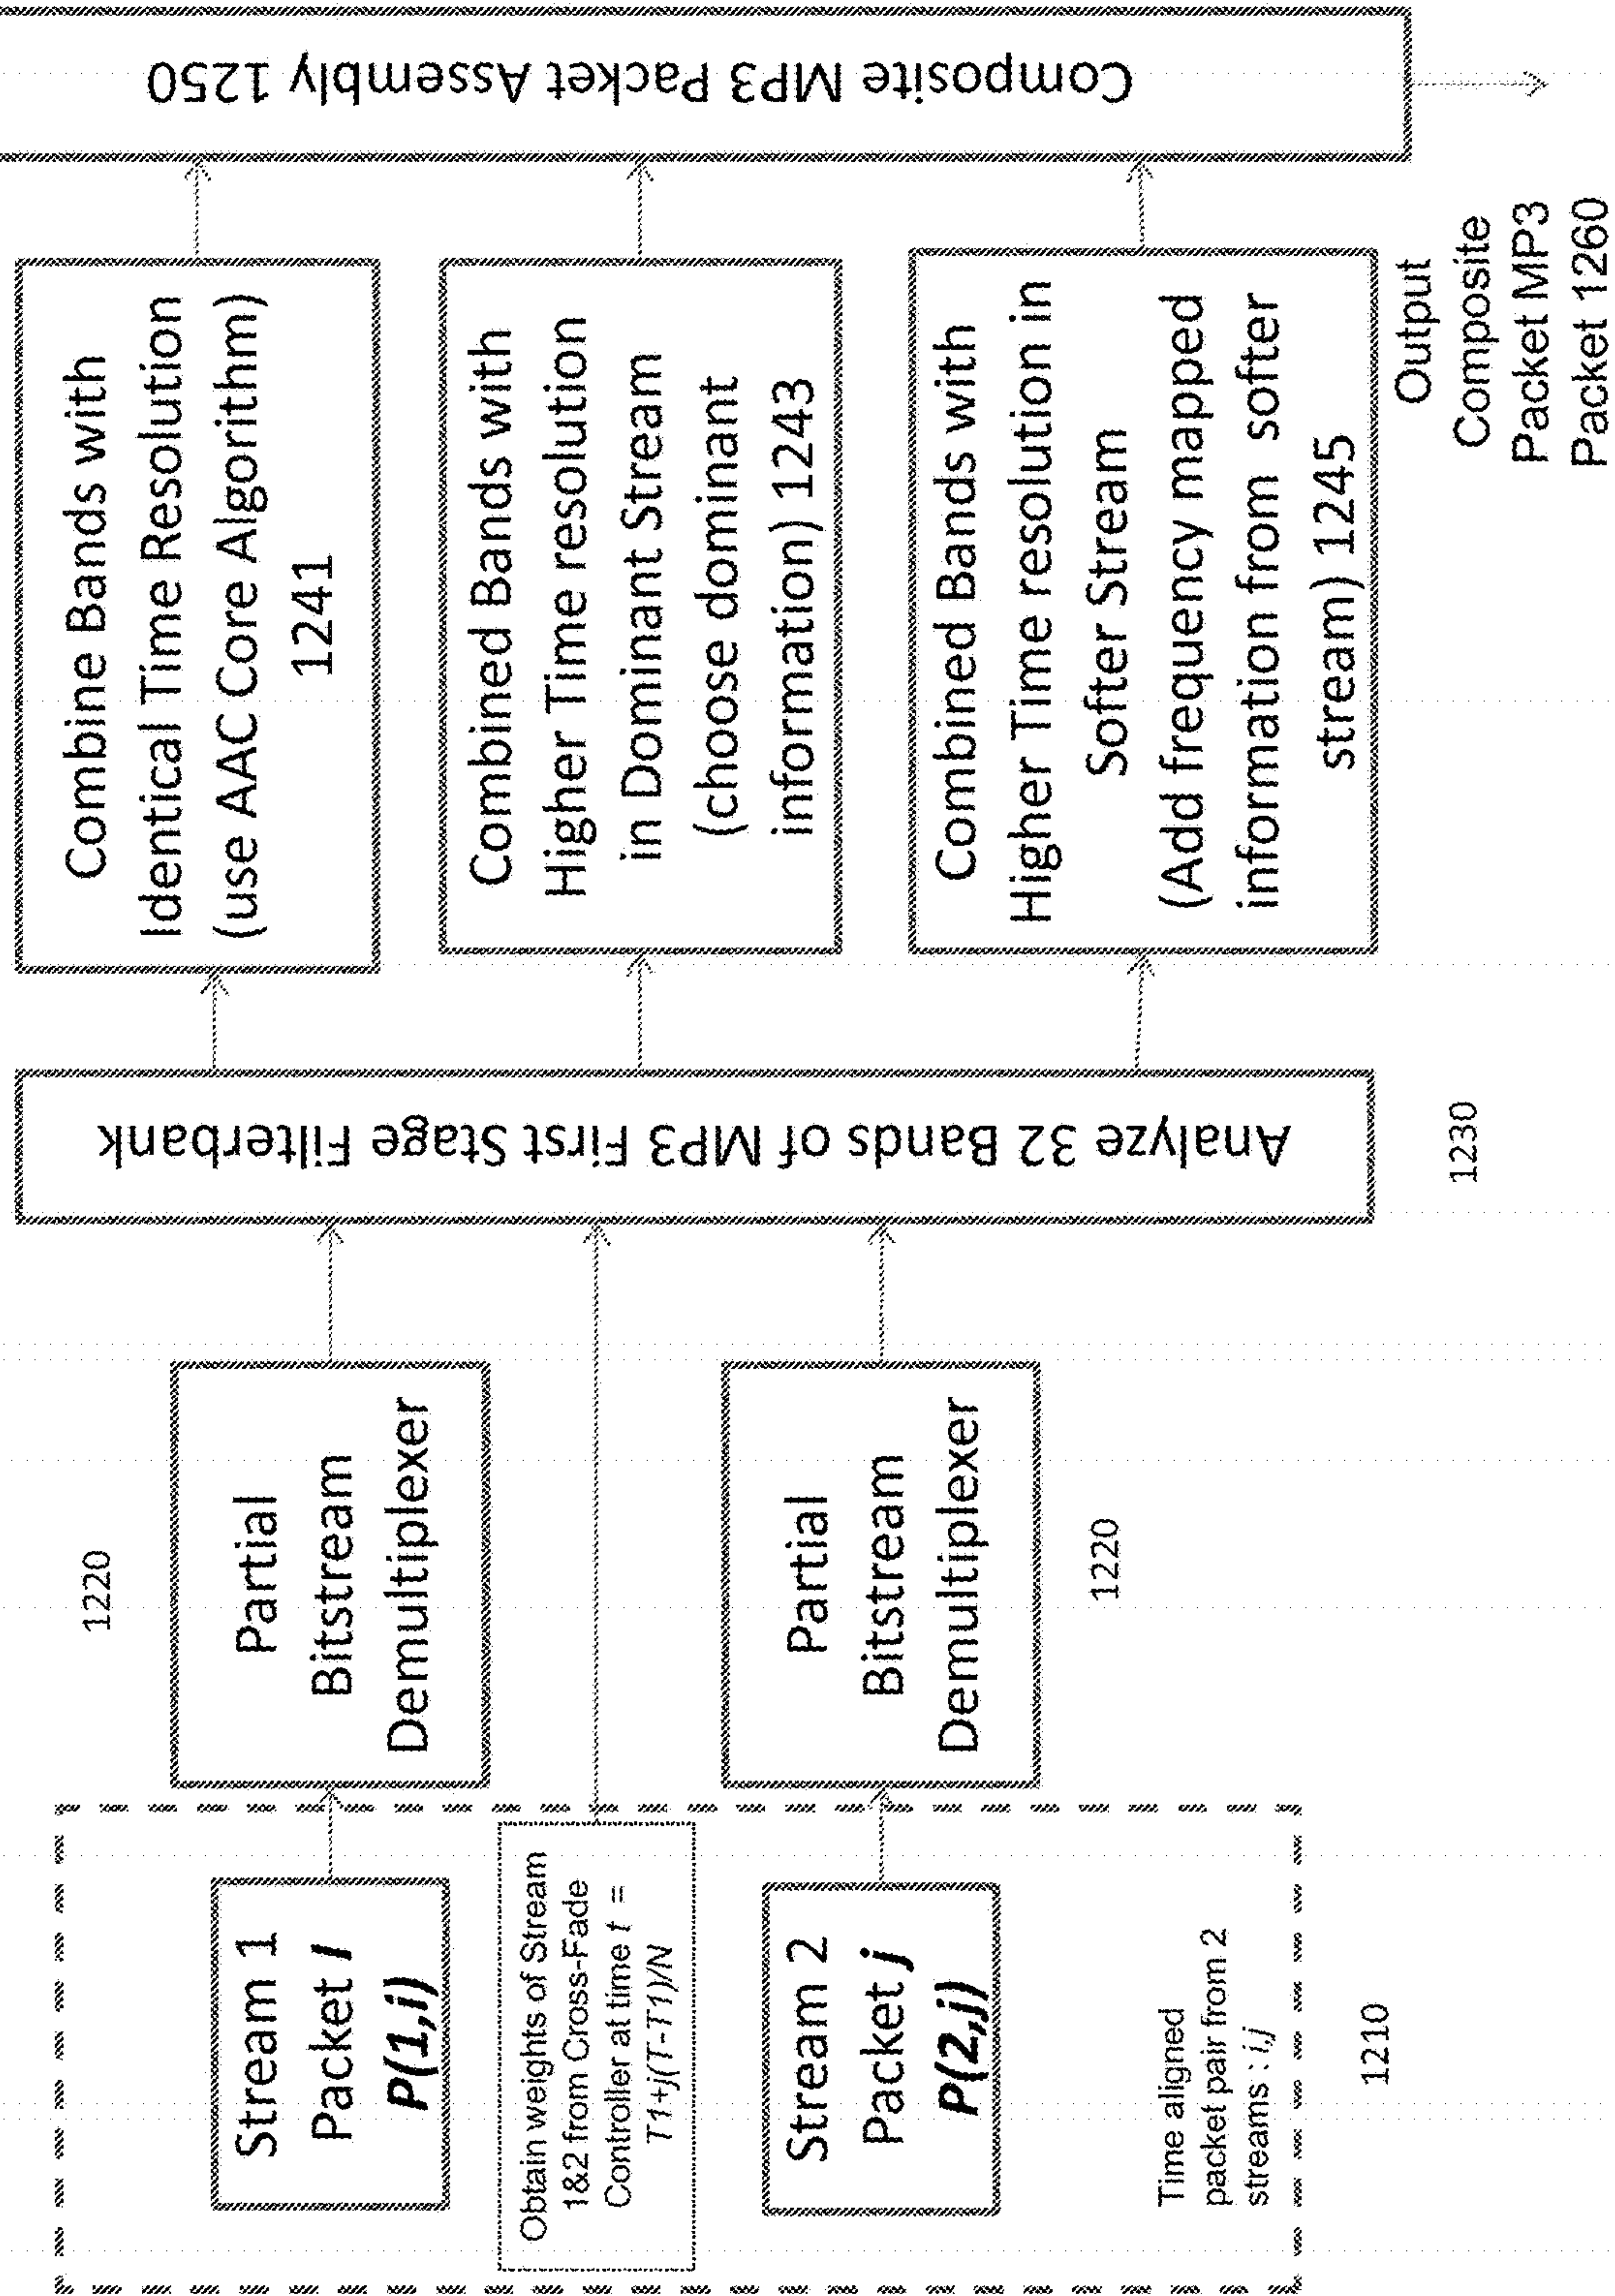 1220
Stream 1
Packet i
P(1,i)
Obtain weights of Stream
1&2 from Cross-Fade
Controller at time t =
T1+j(T-T1)/N
Stream 2
Packet j
P(2,j)
Time aligned
packet pair from 2
streams : i,j
1210
Partial
Bitstream
Demultiplexer
Partial
Bitstream
Demultiplexer
1220
Analyze 32 Bands of MP3 First Stage Filterbank
1230
Combine Bands with
Identical Time Resolution
(use AAC Core Algorithm)
1241
Combined Bands with
Higher Time resolution
in Dominant Stream
(choose dominant
information) 1243
Combined Bands with
Higher Time resolution in
Softer Stream
(Add frequency mapped
information from softer
stream) 1245
Composite MP3 Packet Assembly 1250
Output
Composite
Packet MP3
Packet 1260